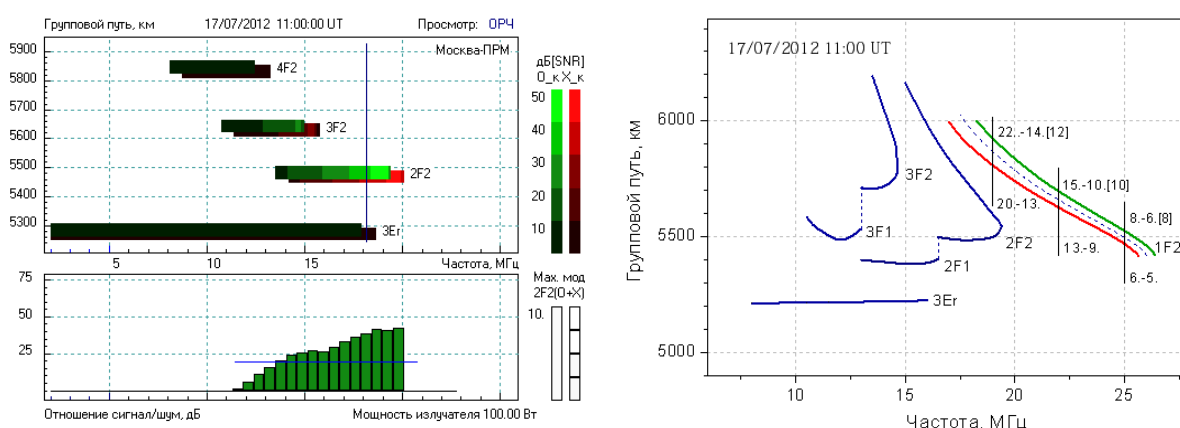 Групповой путь, км 17/07/2012 11:00:00 UT Просмотр: ОРЧ
5900
5800
5700
5600
5500
5400
5300
Москва-ПРМ
4F2
3F2
2F2
3Er
5 10 15 Частота, МГц
дБ[SNR]
О_к Х_к
50
40
30
20
10
75
50
25
Max. мод
2F2(O+X)
10.
Отношение сигнал/шум, дБ Мощность излучателя 100.00 Вт
17/07/2012 11:00 UT
Групповой путь, км
6000
5500
5000
22.-14.[12]
15.-10.[10]
20.-13.
8.-6.[8]
13.-9.
6.-5.
3F2
3F1
2F2
1F2
2F1
3Er
10 15 20 25
Частота, МГц